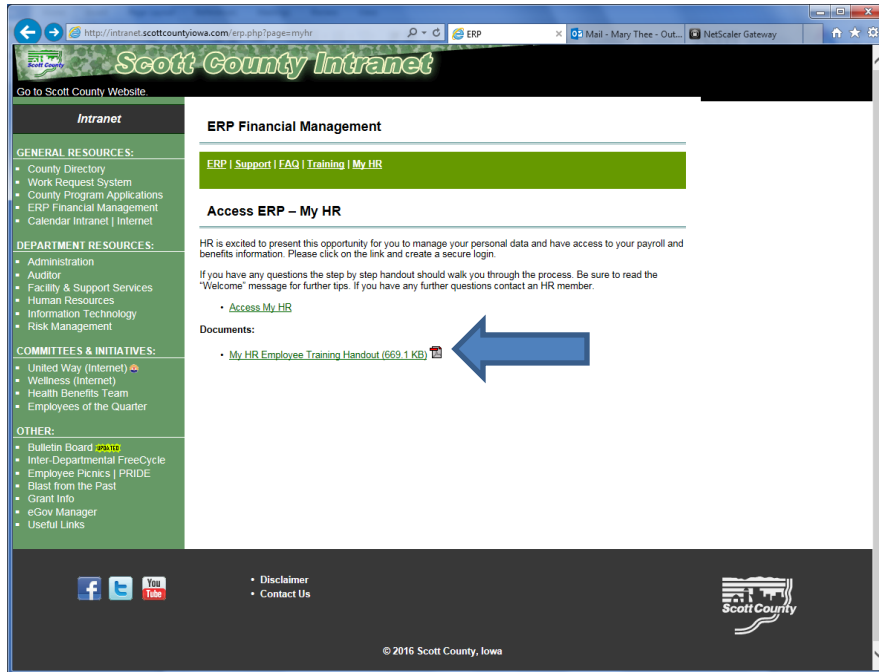 http://intranet.scottcountyiowa.com/erp.php?page=myhr
ERP
Mail - Mary Thee - Out...
NetScaler Gateway
Scott County
Scott County Intranet
Go to Scott County Website.
Intranet
GENERAL RESOURCES:
County Directory
Work Request System
County Program Applications
ERP Financial Management
Calendar Intranet | Internet
DEPARTMENT RESOURCES:
Administration
Auditor
Facility & Support Services
Human Resources
Information Technology
Risk Management
COMMITTEES & INITIATIVES:
United Way (Internet)
Wellness (Internet)
Health Benefits Team
Employees of the Quarter
OTHER:
Bulletin Board UPDATED
Inter-Departmental FreeCycle
Employee Picnics | PRIDE
Blast from the Past
Grant Info
eGov Manager
Useful Links
ERP Financial Management
ERP | Support | FAQ | Training | My HR
Access ERP – My HR
HR is excited to present this opportunity for you to manage your personal data and have access to your payroll and
benefits information. Please click on the link and create a secure login.
If you have any questions the step by step handout should walk you through the process. Be sure to read the
"Welcome" message for further tips. If you have any further questions contact an HR member.
• Access My HR
Documents:
• My HR Employee Training Handout (669.1 KB)
You Tube
• Disclaimer
• Contact Us
Scott County
© 2016 Scott County, Iowa